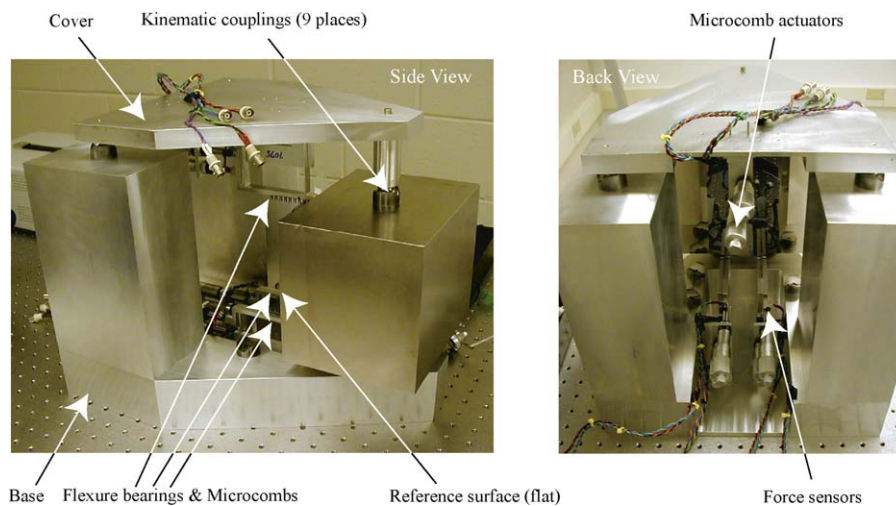 Cover
Kinematic couplings (9 places)
Microcomb actuators
Side View
Back View
Base
Flexure bearings & Microcombs
Reference surface (flat)
Force sensors